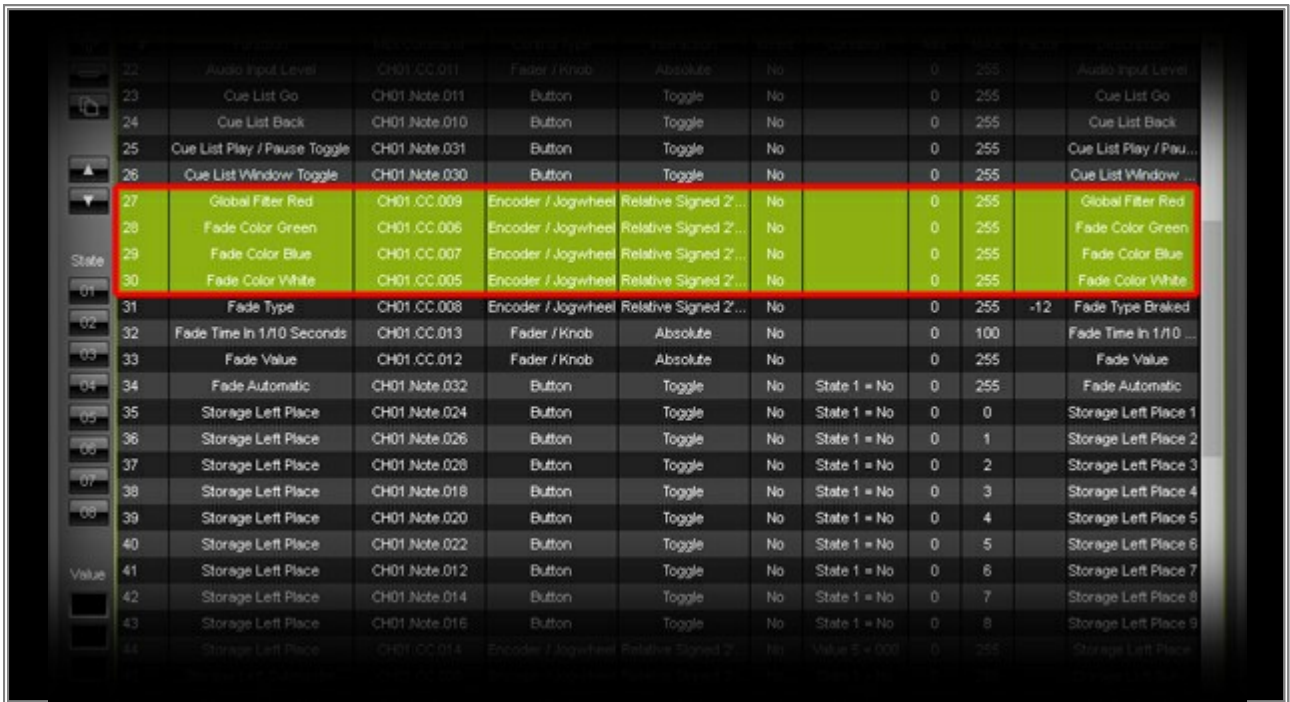 22 Audio Input Level CH01.CC.011 Fader / Knob Absolute No 0 255 Audio Input Level
23 Cue List Go CH01.Note.011 Button Toggle No 0 255 Cue List Go
24 Cue List Back CH01.Note.010 Button Toggle No 0 255 Cue List Back
25 Cue List Play / Pause Toggle CH01.Note.031 Button Toggle No 0 255 Cue List Play / Pau...
26 Cue List Window Toggle CH01.Note.030 Button Toggle No 0 255 Cue List Window ...
27 Global Filter Red CH01.CC.009 Encoder / Jogwheel Relative Signed 2'... No 0 255 Global Filter Red
28 Fade Color Green CH01.CC.006 Encoder / Jogwheel Relative Signed 2'... No 0 255 Fade Color Green
State 29 Fade Color Blue CH01.CC.007 Encoder / Jogwheel Relative Signed 2'... No 0 255 Fade Color Blue
01 30 Fade Color White CH01.CC.005 Encoder / Jogwheel Relative Signed 2'... No 0 255 Fade Color White
31 Fade Type CH01.CC.008 Encoder / Jogwheel Relative Signed 2'... No 0 255 -12 Fade Type Braked
02 32 Fade Time In 1/10 Seconds CH01.CC.013 Fader / Knob Absolute No 0 100 Fade Time In 1/10 ...
03 33 Fade Value CH01.CC.012 Fader / Knob Absolute No 0 255 Fade Value
04 34 Fade Automatic CH01.Note.032 Button Toggle No State 1 = No 0 255 Fade Automatic
05 35 Storage Left Place CH01.Note.024 Button Toggle No State 1 = No 0 0 Storage Left Place 1
06 36 Storage Left Place CH01.Note.026 Button Toggle No State 1 = No 0 1 Storage Left Place 2
07 37 Storage Left Place CH01.Note.028 Button Toggle No State 1 = No 0 2 Storage Left Place 3
38 Storage Left Place CH01.Note.018 Button Toggle No State 1 = No 0 3 Storage Left Place 4
08 39 Storage Left Place CH01.Note.020 Button Toggle No State 1 = No 0 4 Storage Left Place 5
40 Storage Left Place CH01.Note.022 Button Toggle No State 1 = No 0 5 Storage Left Place 6
Value 41 Storage Left Place CH01.Note.012 Button Toggle No State 1 = No 0 6 Storage Left Place 7
42 Storage Left Place CH01.Note.014 Button Toggle No State 1 = No 0 7 Storage Left Place 8
43 Storage Left Place CH01.Note.016 Button Toggle No State 1 = No 0 8 Storage Left Place 9
44 Storage Left Place CH01.CC.014 Encoder / Jogwheel Relative Signed 2'... No Value 5 = 000 0 255 Storage Left Place